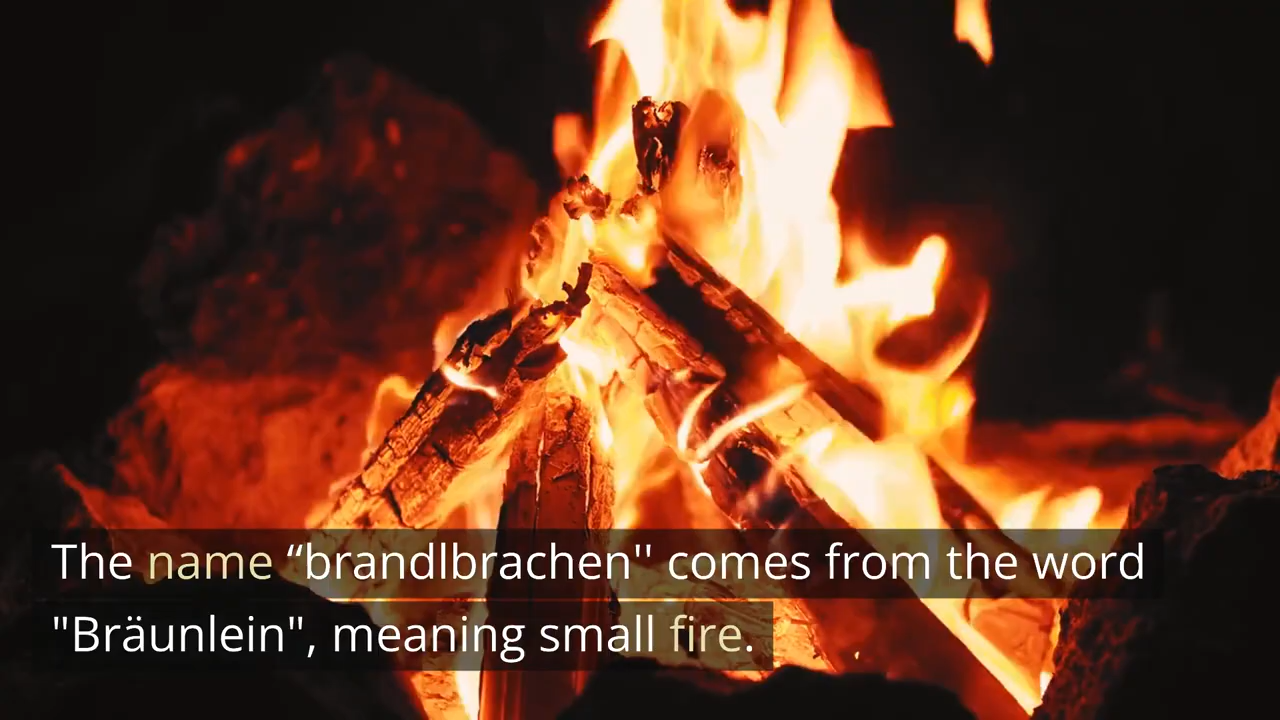 The name “brandlbrachen'' comes from the word
"Bräunlein", meaning small fire.